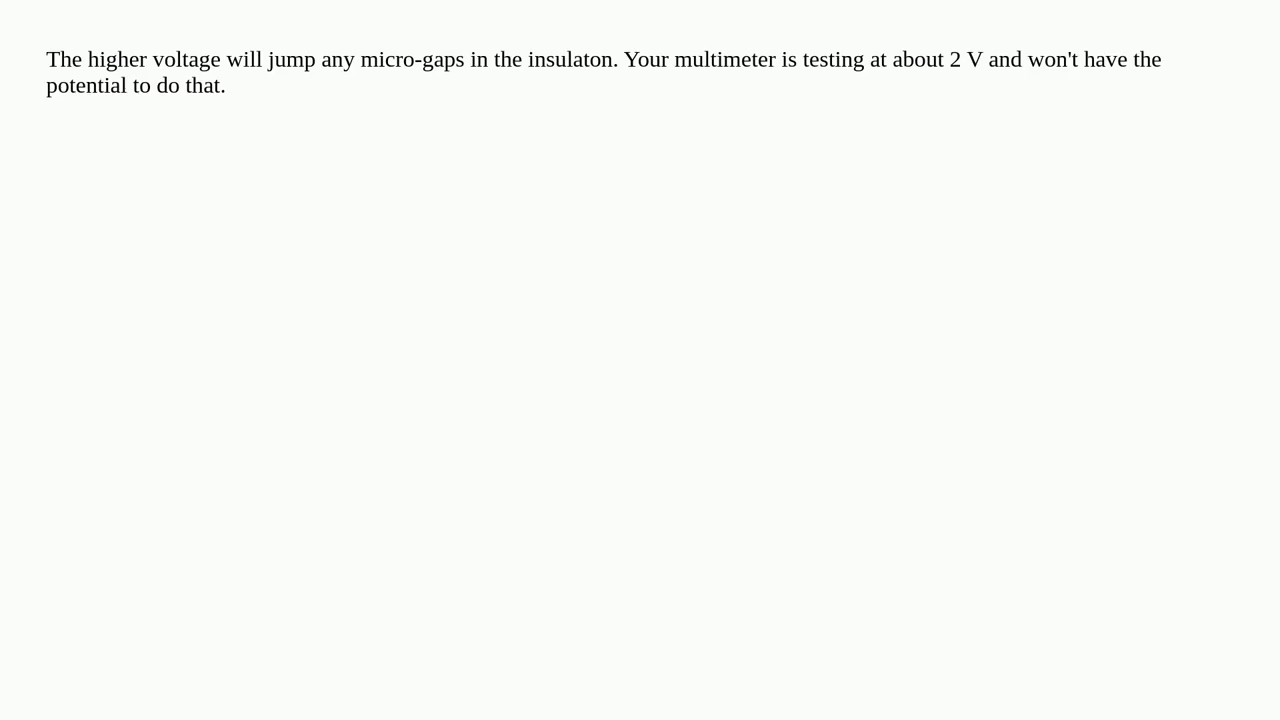 The higher voltage will jump any micro-gaps in the insulaton. Your multimeter is testing at about 2 V and won't have the
potential to do that.